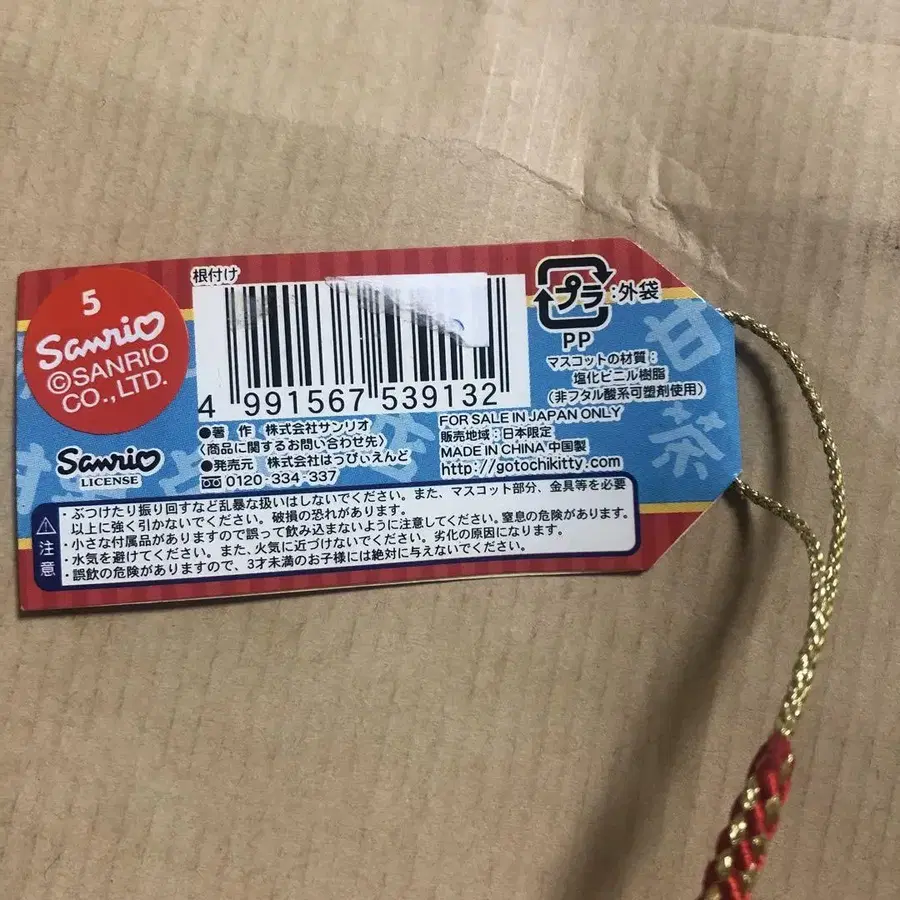 5
Sanrio
©SANRIO
CO.,LTD.
Sanrio
LICENSE
根付け
4 991567 539132
●著 作 株式会社サンリオ
〈商品に関するお問い合わせ先〉
●発売元 株式会社はぅぴぃえんど
0120-334-337
プラ:外袋
PP
マスコットの材質:
塩化ビニル樹脂
(非フタル酸系可塑剤使用)
FOR SALE IN JAPAN ONLY
販売地域:日本限定
MADE IN CHINA 中国製
http://gotochikitty.com
甘
茶
注意
・ぶつけたり振り回すなど乱暴な扱いはしないでください。また、マスコット部分、金具等を必要
以上に強く引かないでください。破損の恐れがあります。
・小さな付属品がありますので誤って飲み込まないように注意してください。窒息の危険があります。
・水気を避けてください。また、火気に近づけないでください。劣化の原因になります。
・誤飲の危険がありますので、3才未満のお子様には絶対に与えないでください。